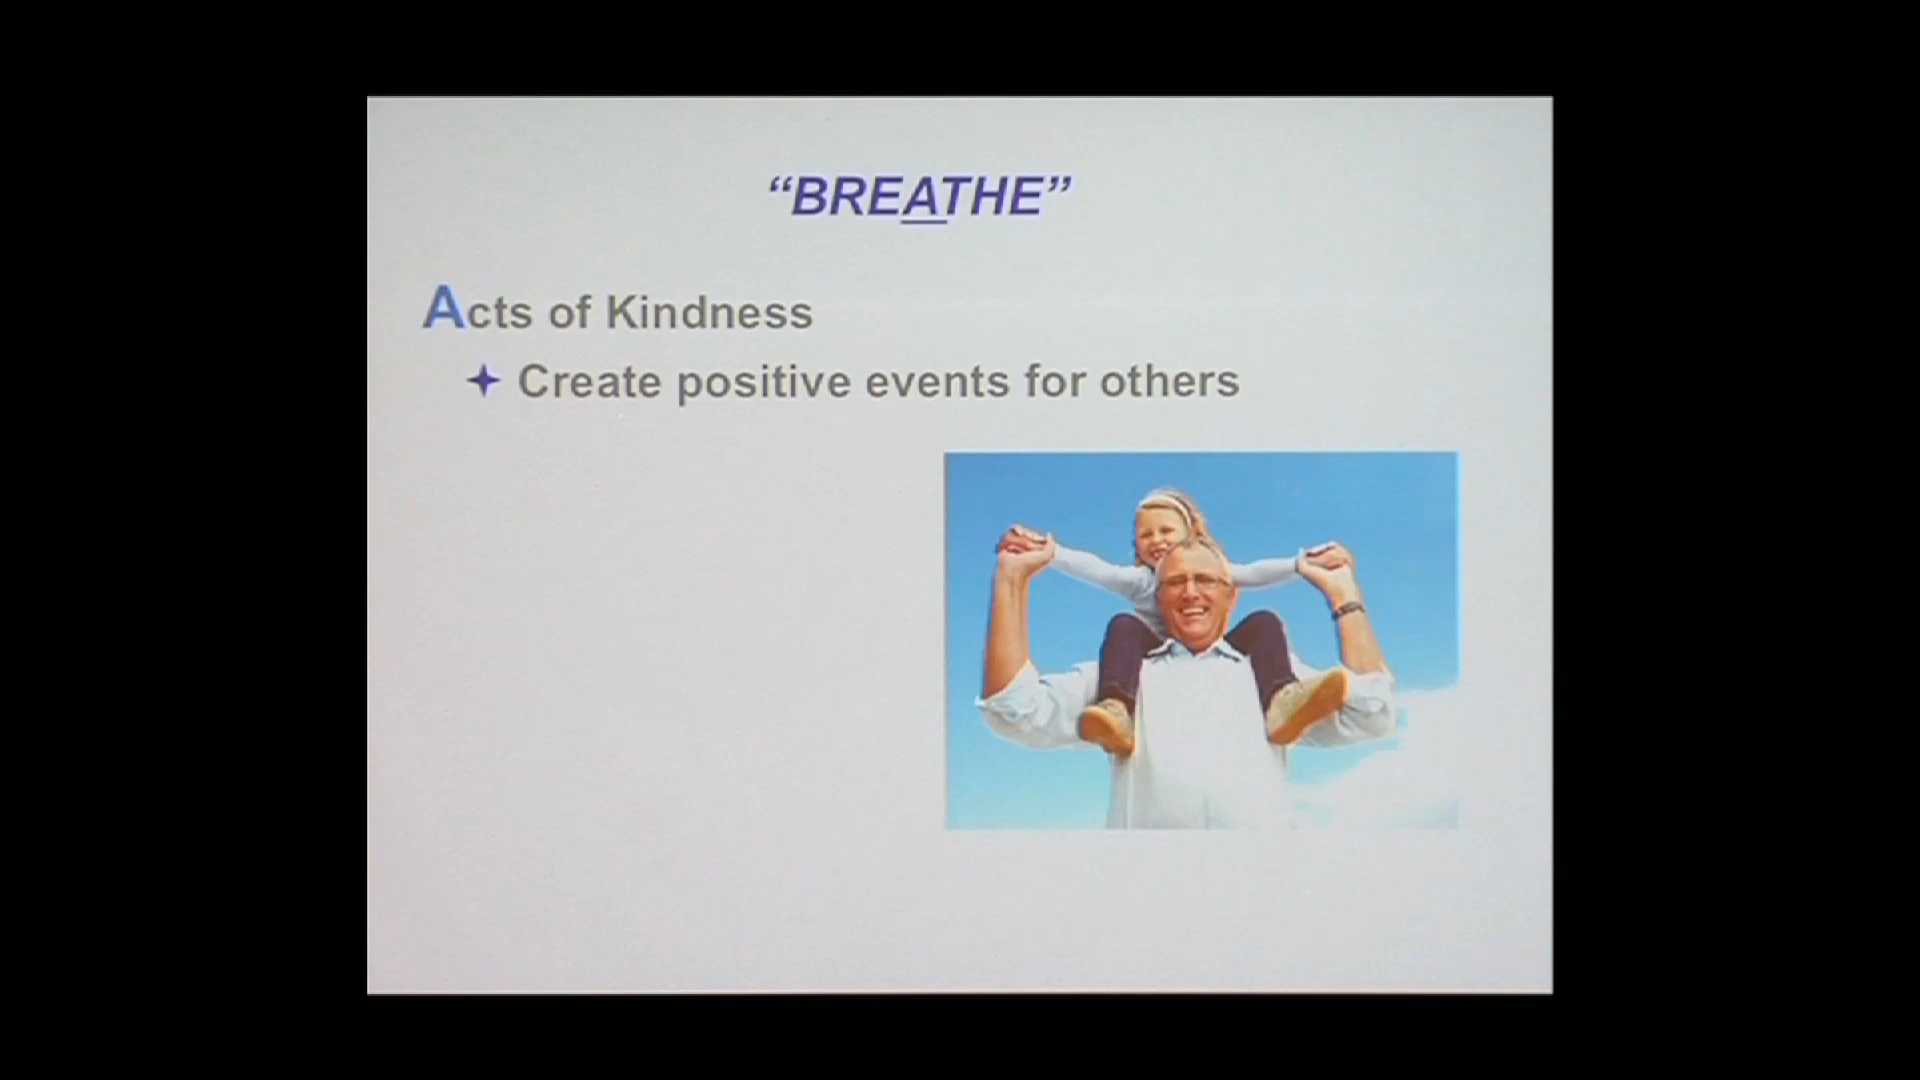 “BREATHE”
Acts of Kindness
Create positive events for others